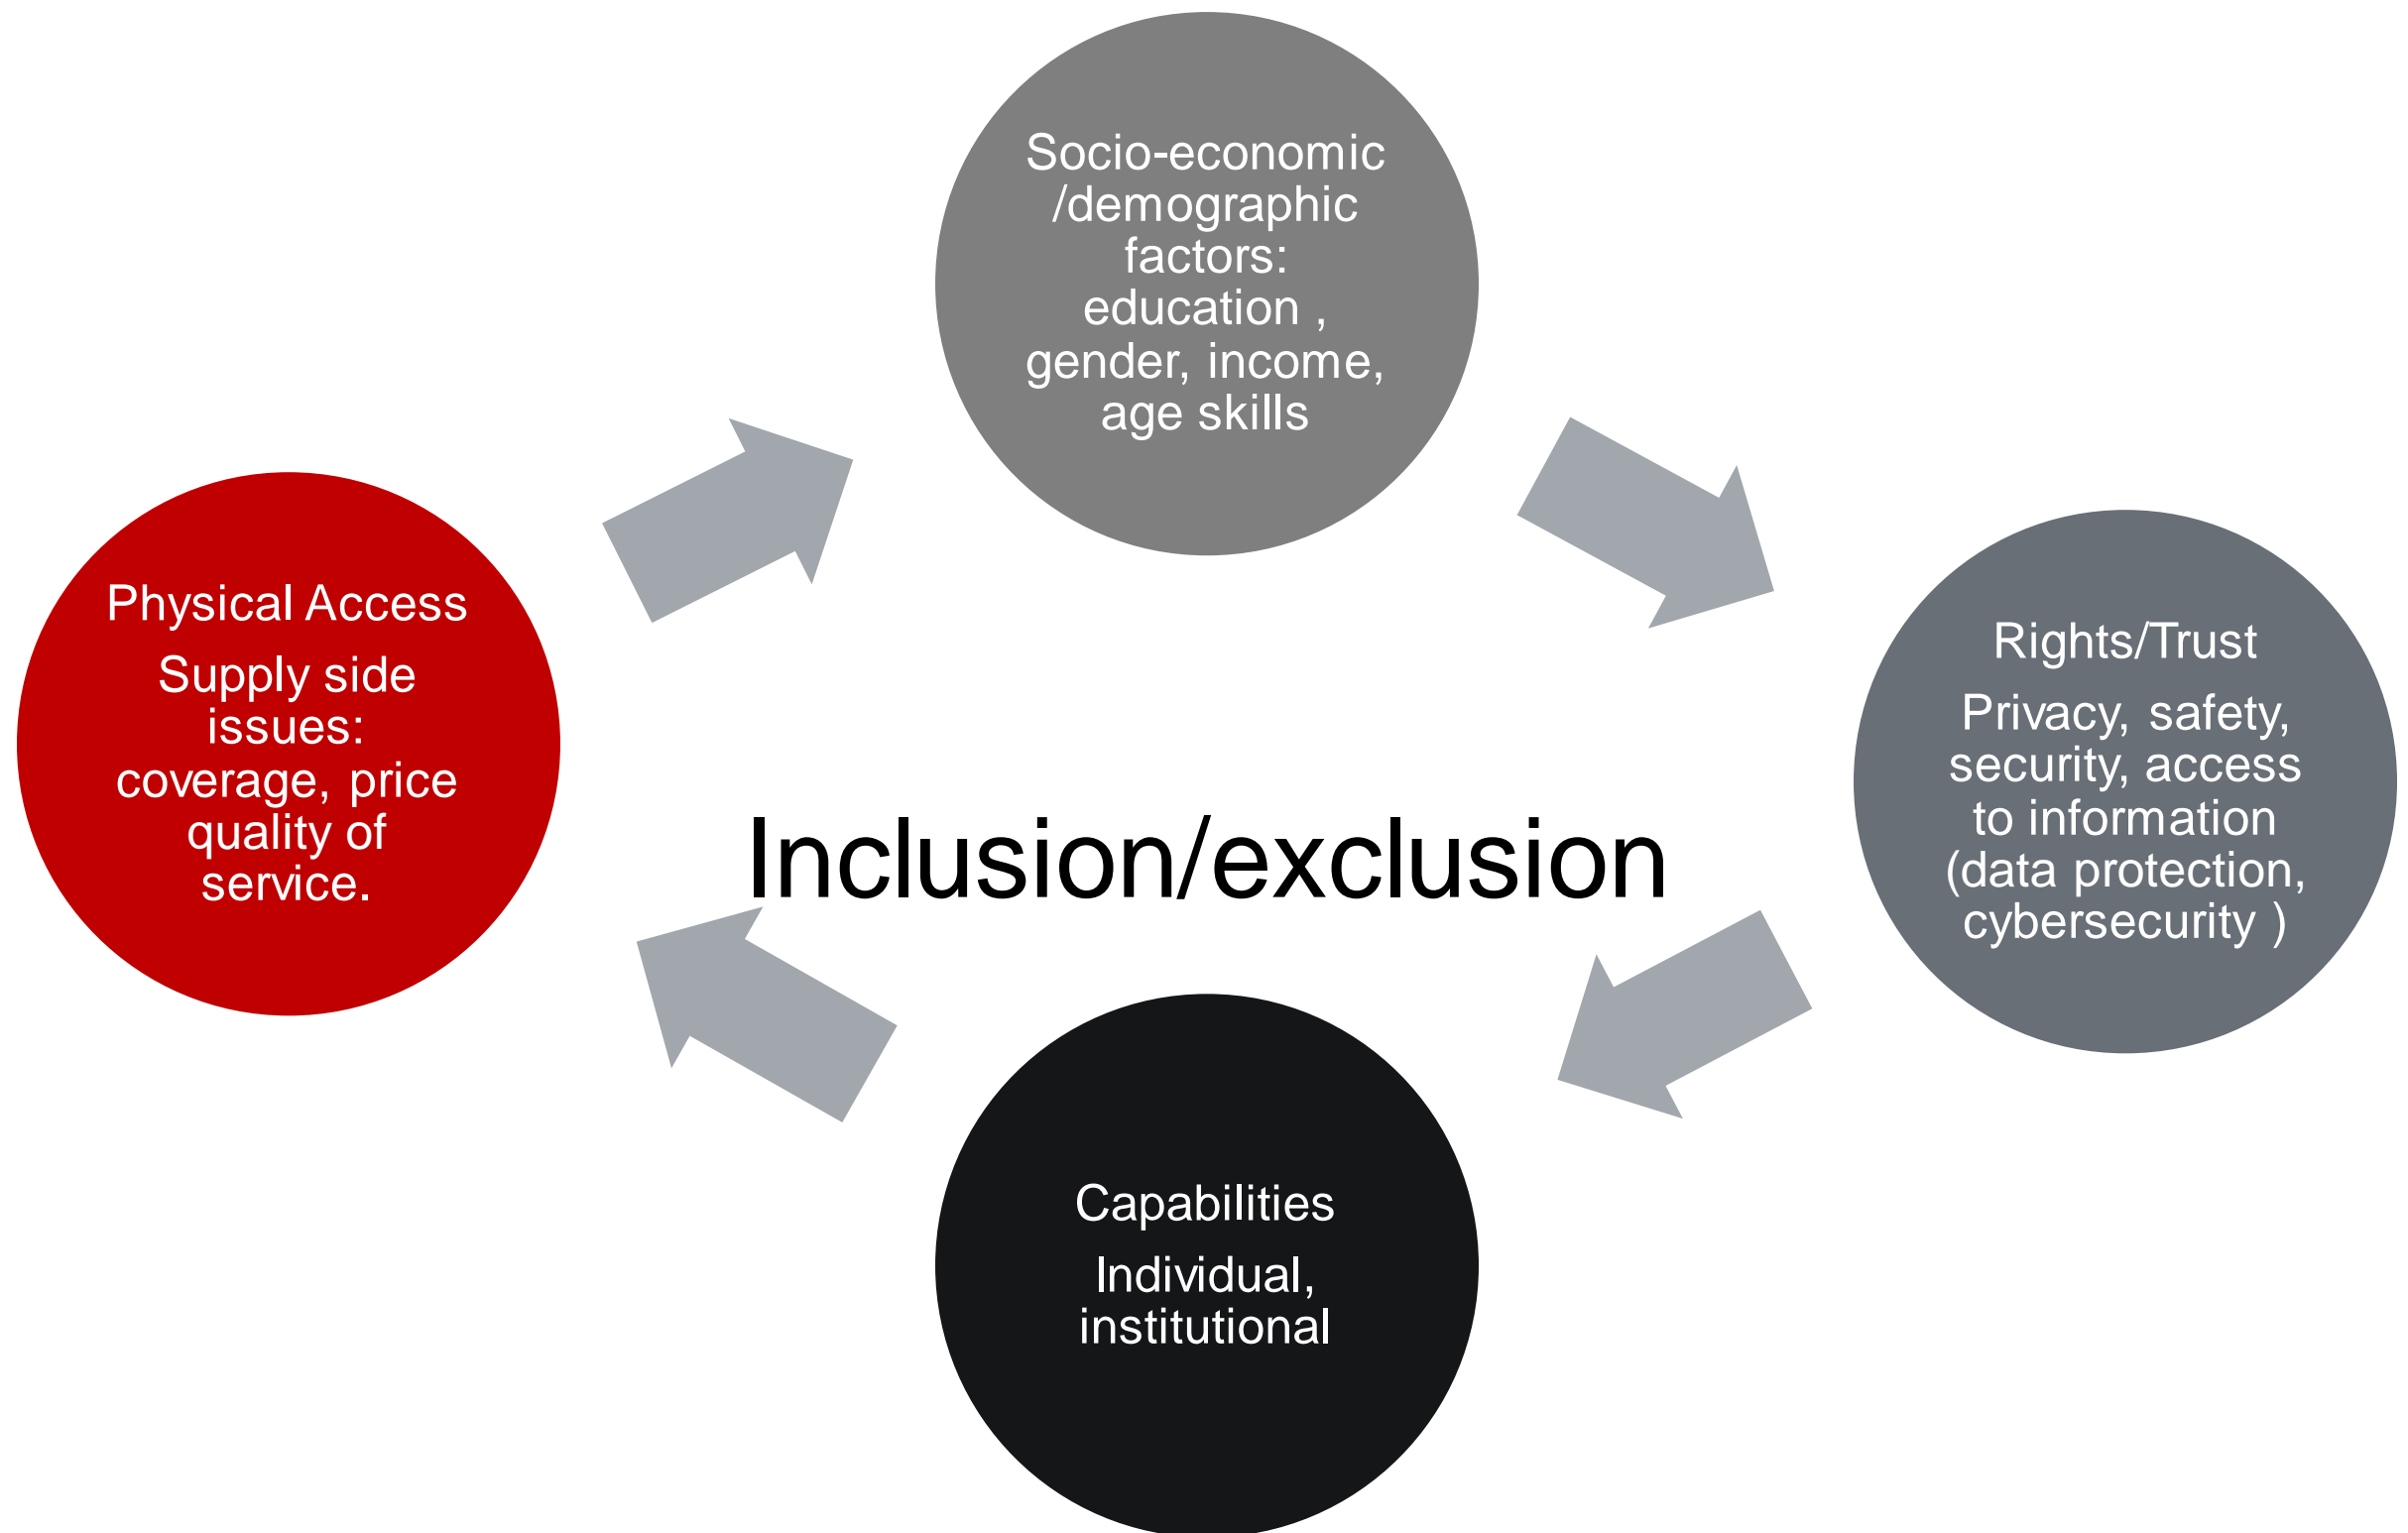 Socio-economic
/demographic
factors:
education ,
gender, income,
age skills
Physical Access
Supply side
issues:
coverage, price
quality of
service.
Rights/Trust
Privacy, safety,
security, access
to information
(data protection,
cybersecurity )
Inclusion/exclusion
Capabilities
Individual,
institutional